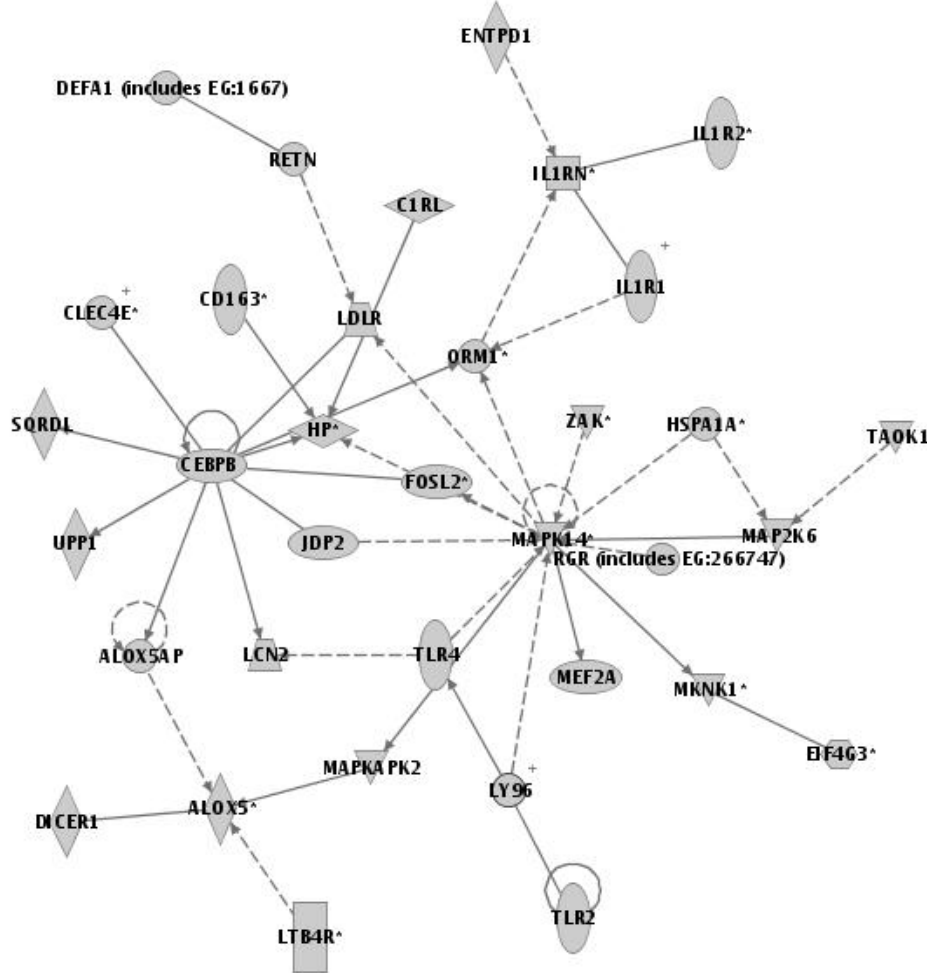 ENTPD1
DEFA1 (includes EG:1667)
IL1R2*
RETN
IL1RN*
C1RL
+
IL1R1
+
CD163*
CLEC4E*
LDLR
ORM1*
ZAK*
HSPA1A*
SQRDL
HP*
TAOK1
CEBPB
FOSL2*
UPP1
JDP2
MAPK14*
MAP2K6
RGR (includes EG:266747)
ALOX5AP
LCN2
TLR4
MEF2A
MKNK1*
EIF4G3*
MAPKAPK2
+
LY96
ALOX5*
DICER1
TLR2
LTB4R*